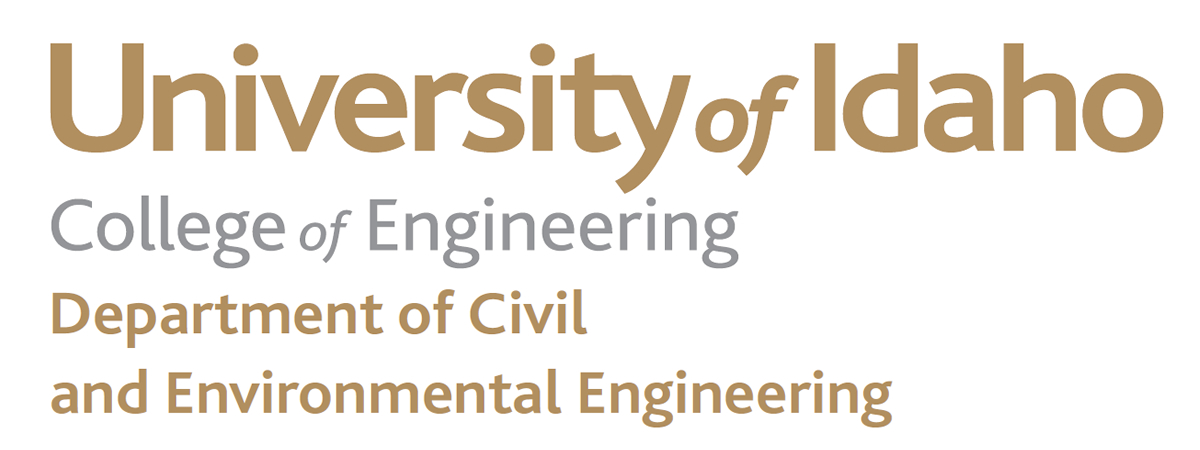 University of Idaho
College of Engineering
Department of Civil
and Environmental Engineering